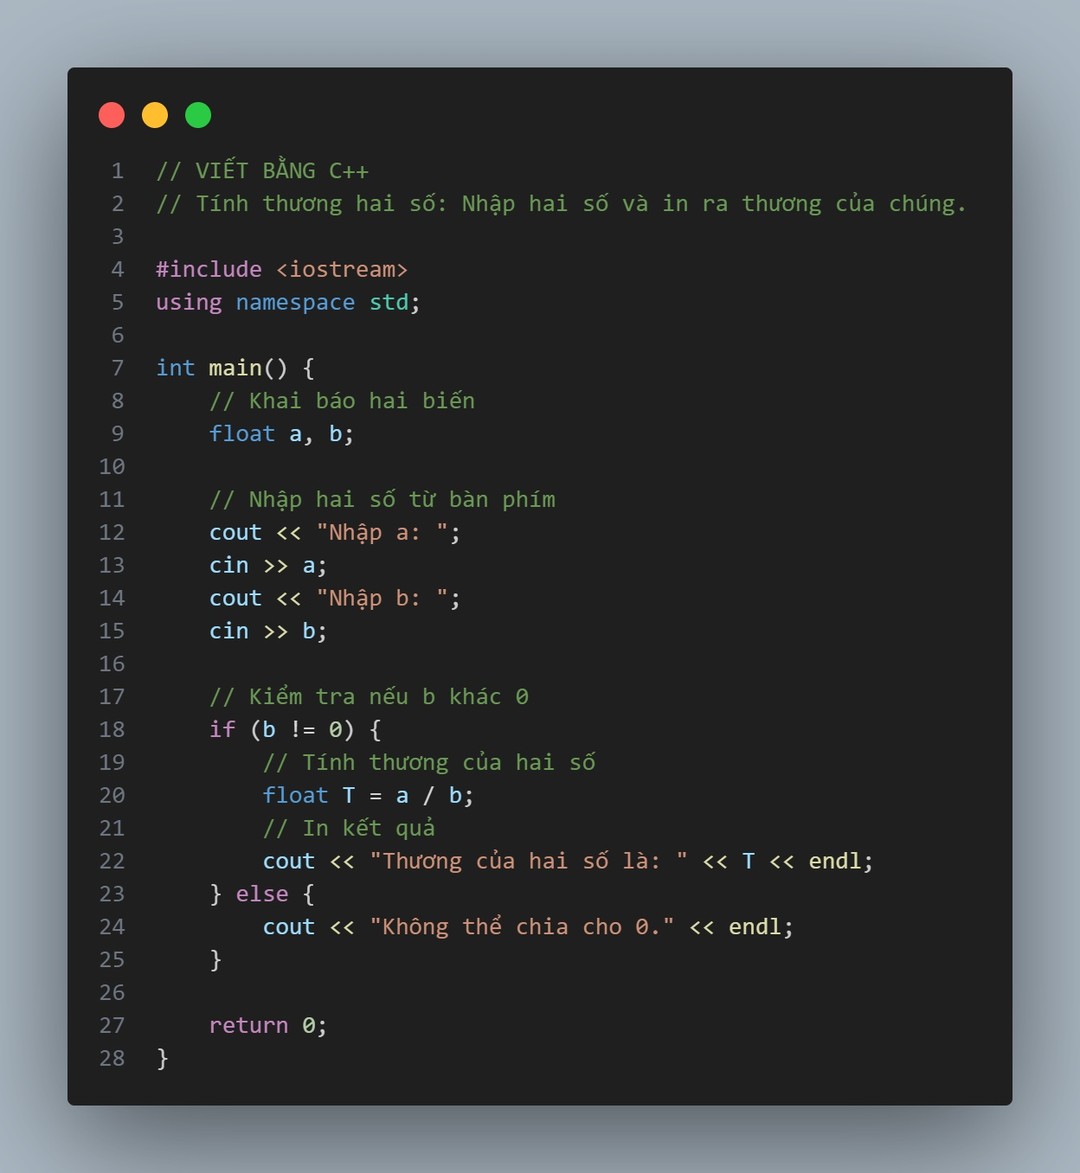 1 // VIẾT BẰNG C++
2 // Tính thương hai số: Nhập hai số và in ra thương của chúng.
3
4 #include <iostream>
5 using namespace std;
6
7 int main() {
8     // Khai báo hai biến
9     float a, b;
10
11     // Nhập hai số từ bàn phím
12     cout << "Nhập a: ";
13     cin >> a;
14     cout << "Nhập b: ";
15     cin >> b;
16
17     // Kiểm tra nếu b khác 0
18     if (b != 0) {
19         // Tính thương của hai số
20         float T = a / b;
21         // In kết quả
22         cout << "Thương của hai số là: " << T << endl;
23     } else {
24         cout << "Không thể chia cho 0." << endl;
25     }
26
27     return 0;
28 }